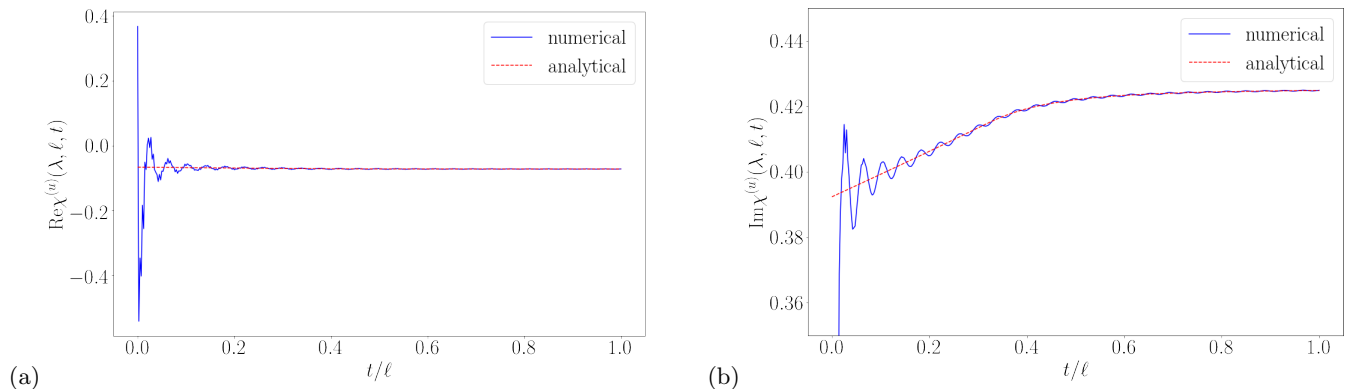 0.4
0.2
0.0
−0.2
−0.4
Reχ^(u)(λ, ℓ, t)
numerical
analytical
0.0 0.2 0.4 0.6 0.8 1.0
t/ℓ
(a)
0.44
0.42
0.40
0.38
0.36
Imχ^(u)(λ, ℓ, t)
numerical
analytical
0.0 0.2 0.4 0.6 0.8 1.0
t/ℓ
(b)